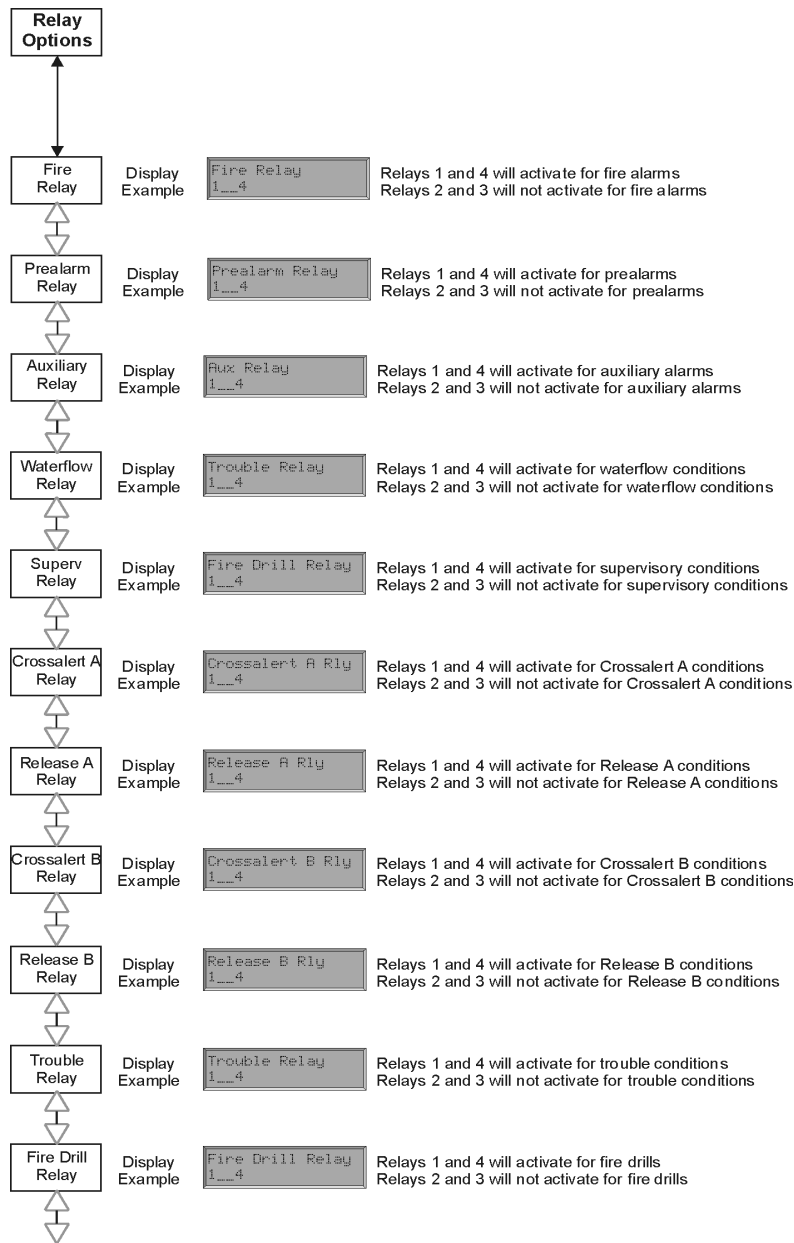 Relay
Options
Fire
Relay
Display
Example
Fire Relay
1__4
Relays 1 and 4 will activate for fire alarms
Relays 2 and 3 will not activate for fire alarms
Prealarm
Relay
Display
Example
Prealarm Relay
1__4
Relays 1 and 4 will activate for prealarms
Relays 2 and 3 will not activate for prealarms
Auxiliary
Relay
Display
Example
Aux Relay
1__4
Relays 1 and 4 will activate for auxiliary alarms
Relays 2 and 3 will not activate for auxiliary alarms
Waterflow
Relay
Display
Example
Trouble Relay
1__4
Relays 1 and 4 will activate for waterflow conditions
Relays 2 and 3 will not activate for waterflow conditions
Superv
Relay
Display
Example
Fire Drill Relay
1__4
Relays 1 and 4 will activate for supervisory conditions
Relays 2 and 3 will not activate for supervisory conditions
Crossalert A
Relay
Display
Example
Crossalert A Rly
1__4
Relays 1 and 4 will activate for Crossalert A conditions
Relays 2 and 3 will not activate for Crossalert A conditions
Release A
Relay
Display
Example
Release A Rly
1__4
Relays 1 and 4 will activate for Release A conditions
Relays 2 and 3 will not activate for Release A conditions
Crossalert B
Relay
Display
Example
Crossalert B Rly
1__4
Relays 1 and 4 will activate for Crossalert B conditions
Relays 2 and 3 will not activate for Crossalert B conditions
Release B
Relay
Display
Example
Release B Rly
1__4
Relays 1 and 4 will activate for Release B conditions
Relays 2 and 3 will not activate for Release B conditions
Trouble
Relay
Display
Example
Trouble Relay
1__4
Relays 1 and 4 will activate for trouble conditions
Relays 2 and 3 will not activate for trouble conditions
Fire Drill
Relay
Display
Example
Fire Drill Relay
1__4
Relays 1 and 4 will activate for fire drills
Relays 2 and 3 will not activate for fire drills